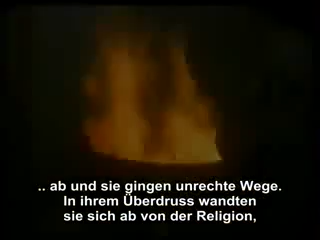 .. ab und sie gingen unrechte Wege.
In ihrem Überdruss wandten
sie sich ab von der Religion,